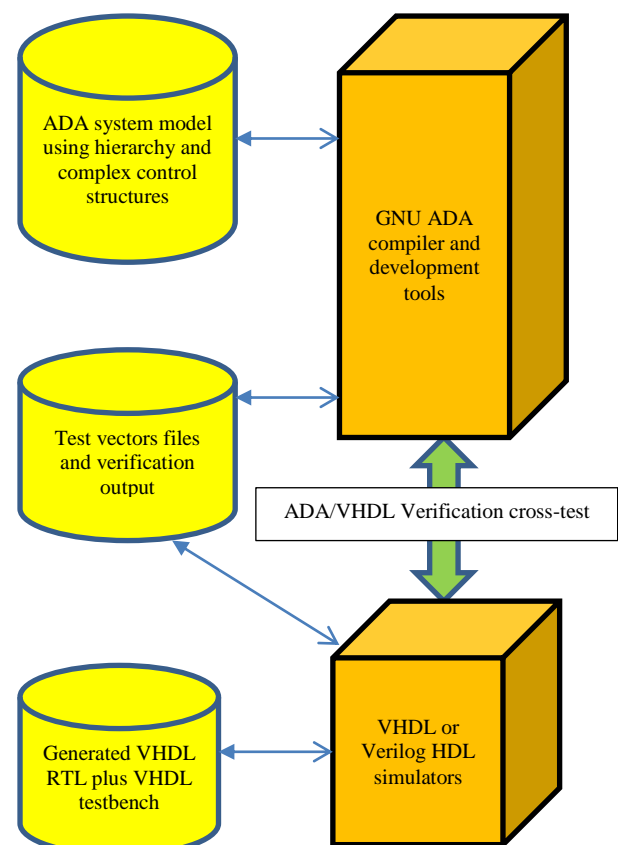 ADA system model
using hierarchy and
complex control
structures
GNU ADA
compiler and
development
tools
Test vectors files
and verification
output
ADA/VHDL Verification cross-test
VHDL or
Verilog HDL
simulators
Generated VHDL
RTL plus VHDL
testbench